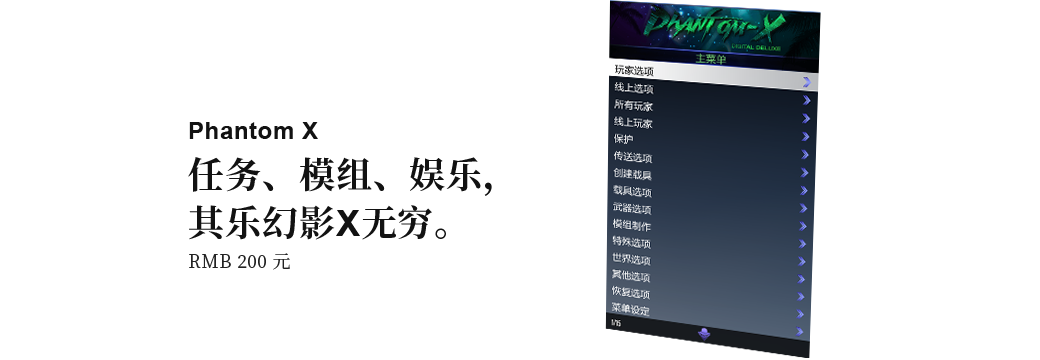 Phantom X
任务、模组、娱乐,
其乐幻影X无穷。
RMB 200 元
PHANTOM-X
DIGITAL DELUXE
主菜单
玩家选项
线上选项
所有玩家
线上玩家
保护
传送选项
创建载具
载具选项
武器选项
模组制作
特殊选项
世界选项
其他选项
恢复选项
菜单设定
1/15